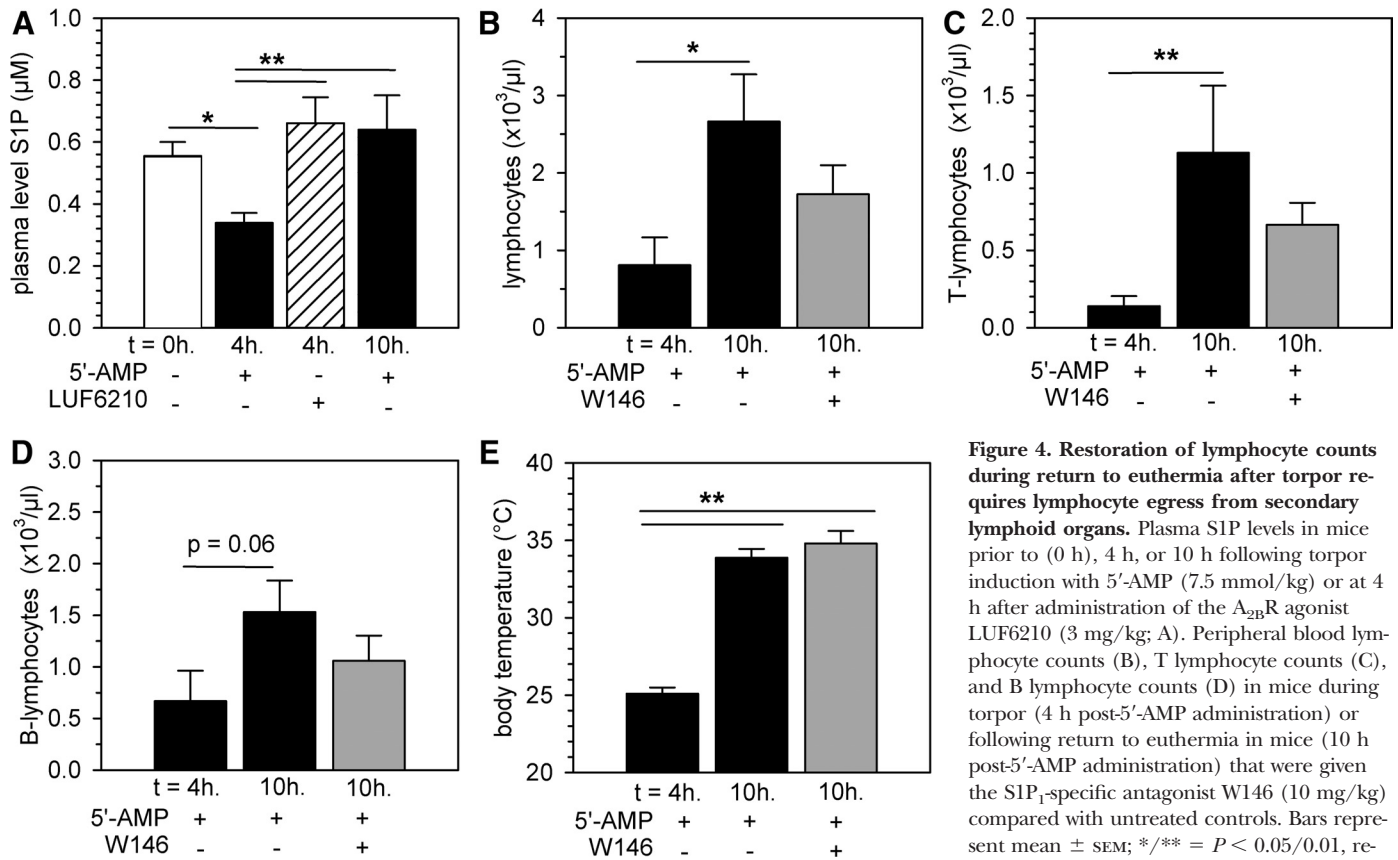 A
plasma level S1P (µM)
1.0
0.8
0.6
0.4
0.2
0.0
*
**
t = 0h. 4h. 4h. 10h.
5'-AMP - + - +
LUF6210 - - + -
B
lymphocytes (x10³/µl)
4
3
2
1
0
*
t = 4h. 10h. 10h.
5'-AMP + + +
W146 - - +
C
T-lymphocytes (x10³/µl)
2.0
1.5
1.0
0.5
0.0
**
t = 4h. 10h. 10h.
5'-AMP + + +
W146 - - +
D
B-lymphocytes (x10³/µl)
3.0
2.5
2.0
1.5
1.0
0.5
0.0
p = 0.06
t = 4h. 10h. 10h.
5'-AMP + + +
W146 - - +
E
body temperature (°C)
40
35
30
25
20
**
t = 4h. 10h. 10h.
5'-AMP + + +
W146 - - +
Figure 4. Restoration of lymphocyte counts
during return to euthermia after torpor re-
quires lymphocyte egress from secondary
lymphoid organs. Plasma S1P levels in mice
prior to (0 h), 4 h, or 10 h following torpor
induction with 5′-AMP (7.5 mmol/kg) or at 4
h after administration of the A₂BR agonist
LUF6210 (3 mg/kg; A). Peripheral blood lym-
phocyte counts (B), T lymphocyte counts (C),
and B lymphocyte counts (D) in mice during
torpor (4 h post-5′-AMP administration) or
following return to euthermia in mice (10 h
post-5′-AMP administration) that were given
the S1P₁-specific antagonist W146 (10 mg/kg)
compared with untreated controls. Bars repre-
sent mean ± SEM; */** = P < 0.05/0.01, re-